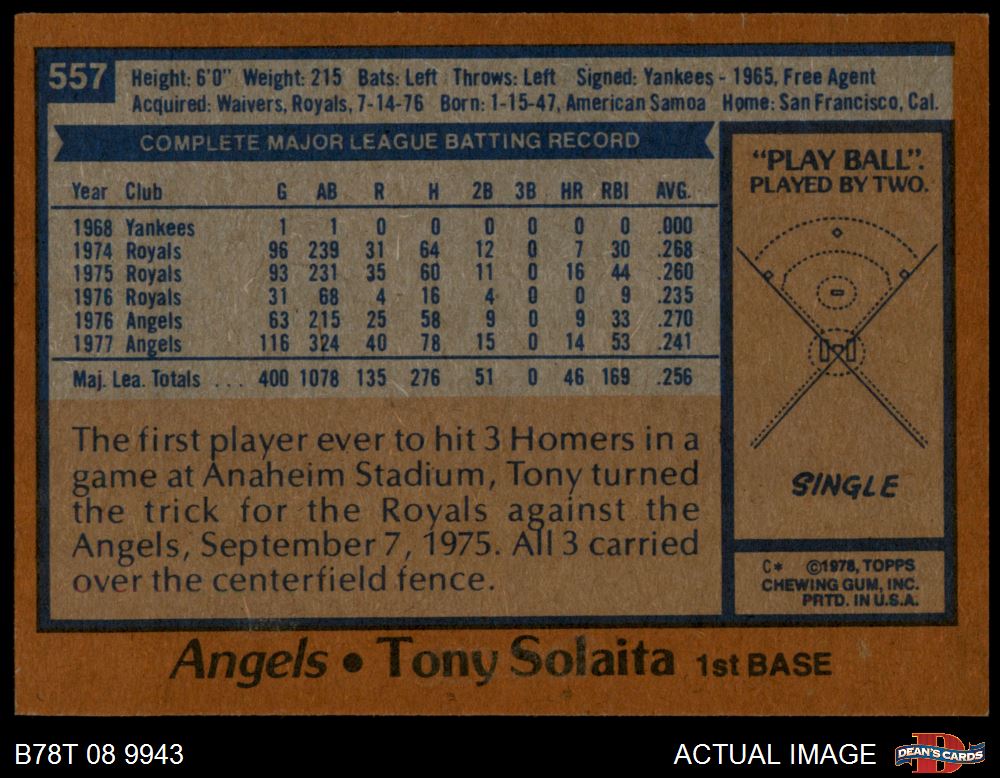 557
Height: 6'0" Weight: 215 Bats: Left Throws: Left Signed: Yankees - 1965, Free Agent
Acquired: Waivers, Royals, 7-14-76 Born: 1-15-47, American Samoa Home: San Francisco, Cal.
COMPLETE MAJOR LEAGUE BATTING RECORD
Year Club G AB R H 2B 3B HR RBI AVG.
1968 Yankees 1 1 0 0 0 0 0 0 .000
1974 Royals 96 239 31 64 12 0 7 30 .268
1975 Royals 93 231 35 60 11 0 16 44 .260
1976 Royals 31 68 4 16 4 0 0 9 .235
1976 Angels 63 215 25 58 9 0 9 33 .270
1977 Angels 116 324 40 78 15 0 14 53 .241
Maj. Lea. Totals . . . 400 1078 135 276 51 0 46 169 .256
The first player ever to hit 3 Homers in a
game at Anaheim Stadium, Tony turned
the trick for the Royals against the
Angels, September 7, 1975. All 3 carried
over the centerfield fence.
"PLAY BALL".
PLAYED BY TWO.
SINGLE
C* ©1978, TOPPS
CHEWING GUM, INC.
PRTD. IN U.S.A.
Angels • Tony Solaita 1st BASE
B78T 08 9943
ACTUAL IMAGE
DEAN'S CARDS